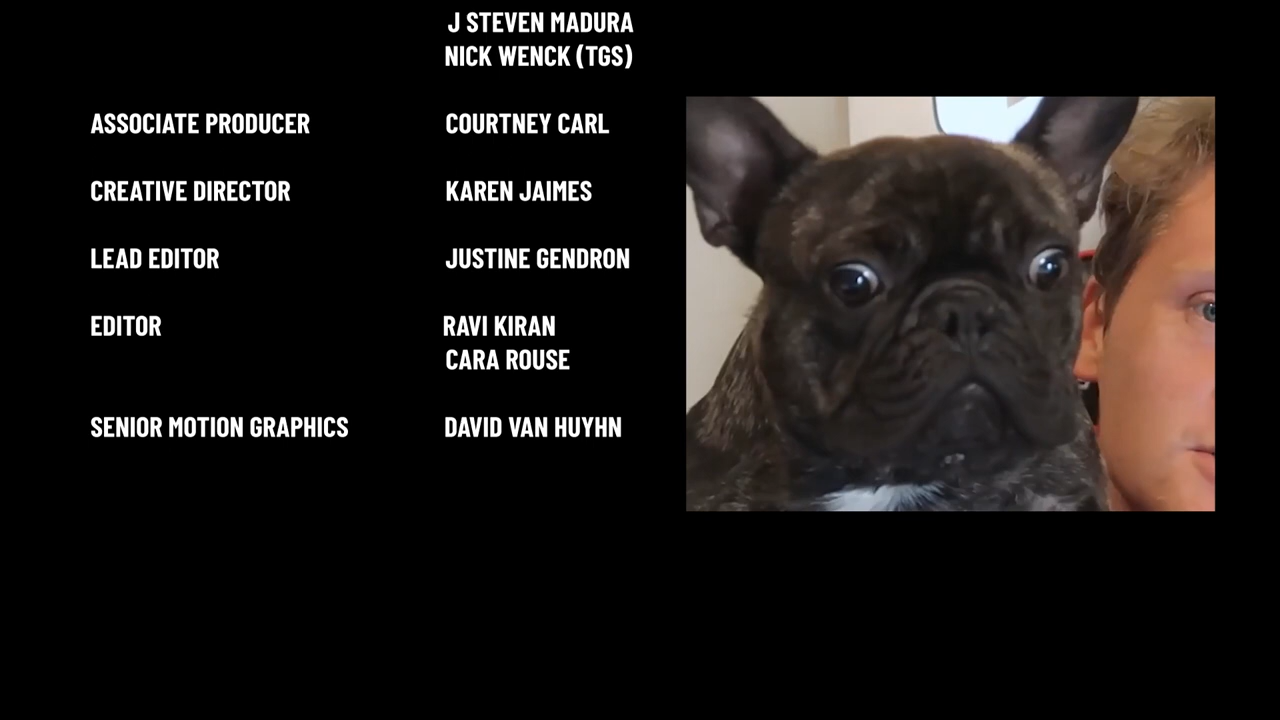 J STEVEN MADURA
NICK WENCK (TGS)
ASSOCIATE PRODUCER COURTNEY CARL
CREATIVE DIRECTOR KAREN JAIMES
LEAD EDITOR JUSTINE GENDRON
EDITOR RAVI KIRAN
CARA ROUSE
SENIOR MOTION GRAPHICS DAVID VAN HUYHN